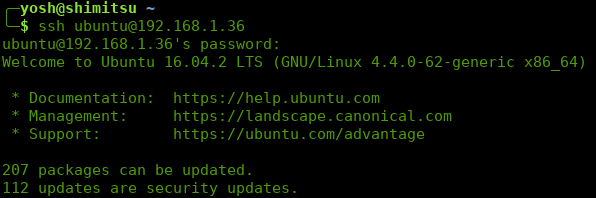 ╭─yosh@shimitsu ~
╰─$ ssh ubuntu@192.168.1.36
ubuntu@192.168.1.36's password:
Welcome to Ubuntu 16.04.2 LTS (GNU/Linux 4.4.0-62-generic x86_64)

 * Documentation:  https://help.ubuntu.com
 * Management:     https://landscape.canonical.com
 * Support:        https://ubuntu.com/advantage

207 packages can be updated.
112 updates are security updates.